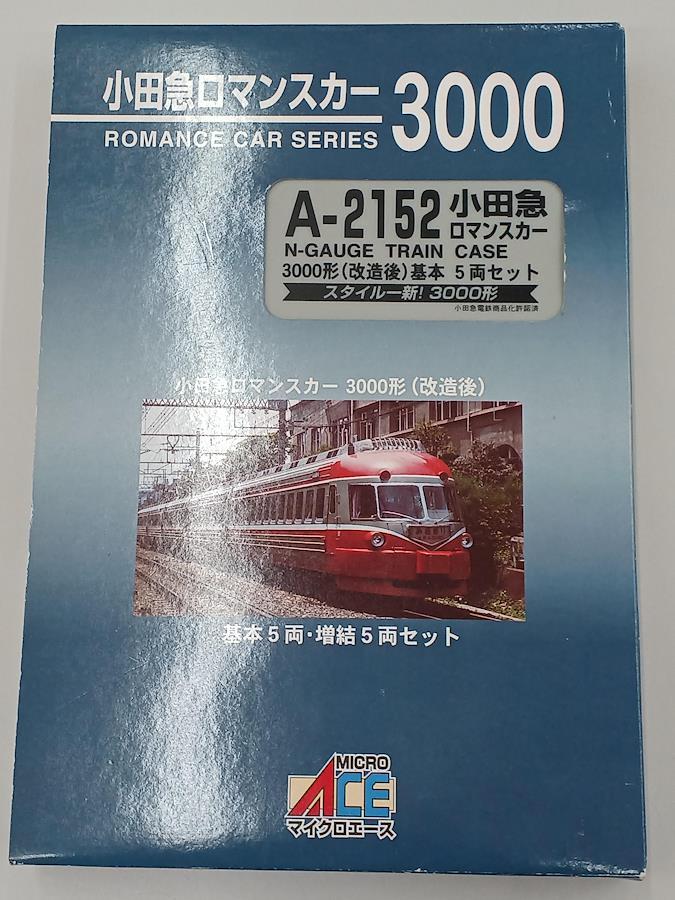 小田急ロマンスカー 3000
ROMANCE CAR SERIES
A-2152 小田急
ロマンスカー
N-GAUGE TRAIN CASE
3000形(改造後)基本 5両セット
スタイル一新! 3000形
小田急電鉄商品化許諾済
小田急ロマンスカー 3000形(改造後)
基本5両・増結5両セット
MICRO
ACE
マイクロエース